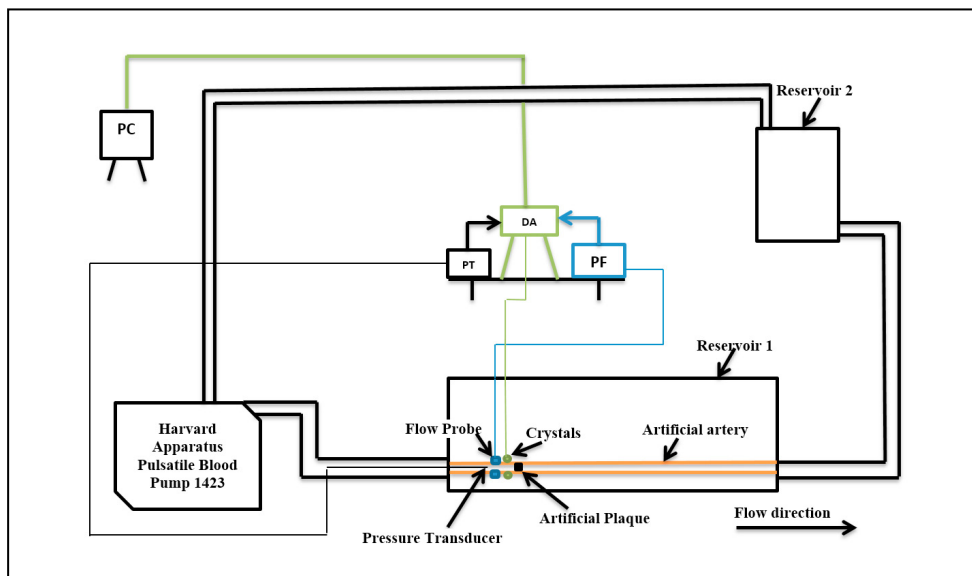 Reservoir 2
PC
DA
PT
PF
Reservoir 1
Harvard
Apparatus
Pulsatile Blood
Pump 1423
Flow Probe
Crystals
Artificial artery
Artificial Plaque
Flow direction
Pressure Transducer